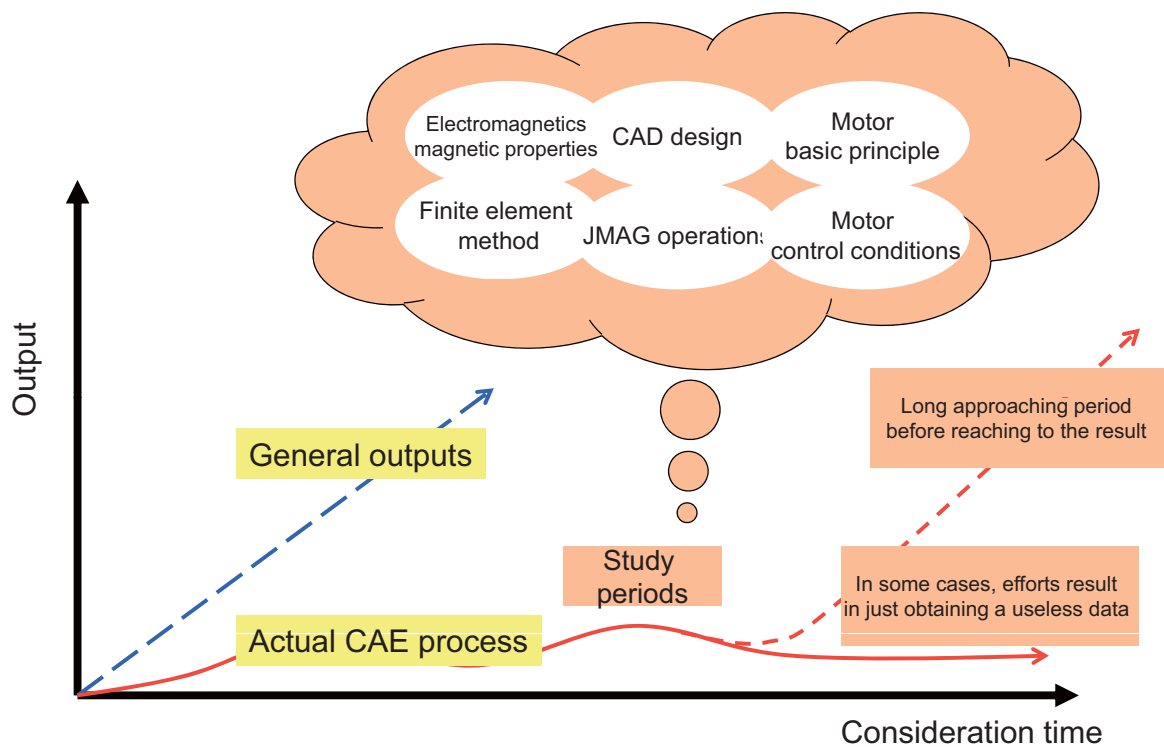 Electromagnetics
magnetic properties
CAD design
Motor
basic principle
Finite element
method
JMAG operations
Motor
control conditions
Output
General outputs
Long approaching period
before reaching to the result
Study
periods
In some cases, efforts result
in just obtaining a useless data
Actual CAE process
Consideration time